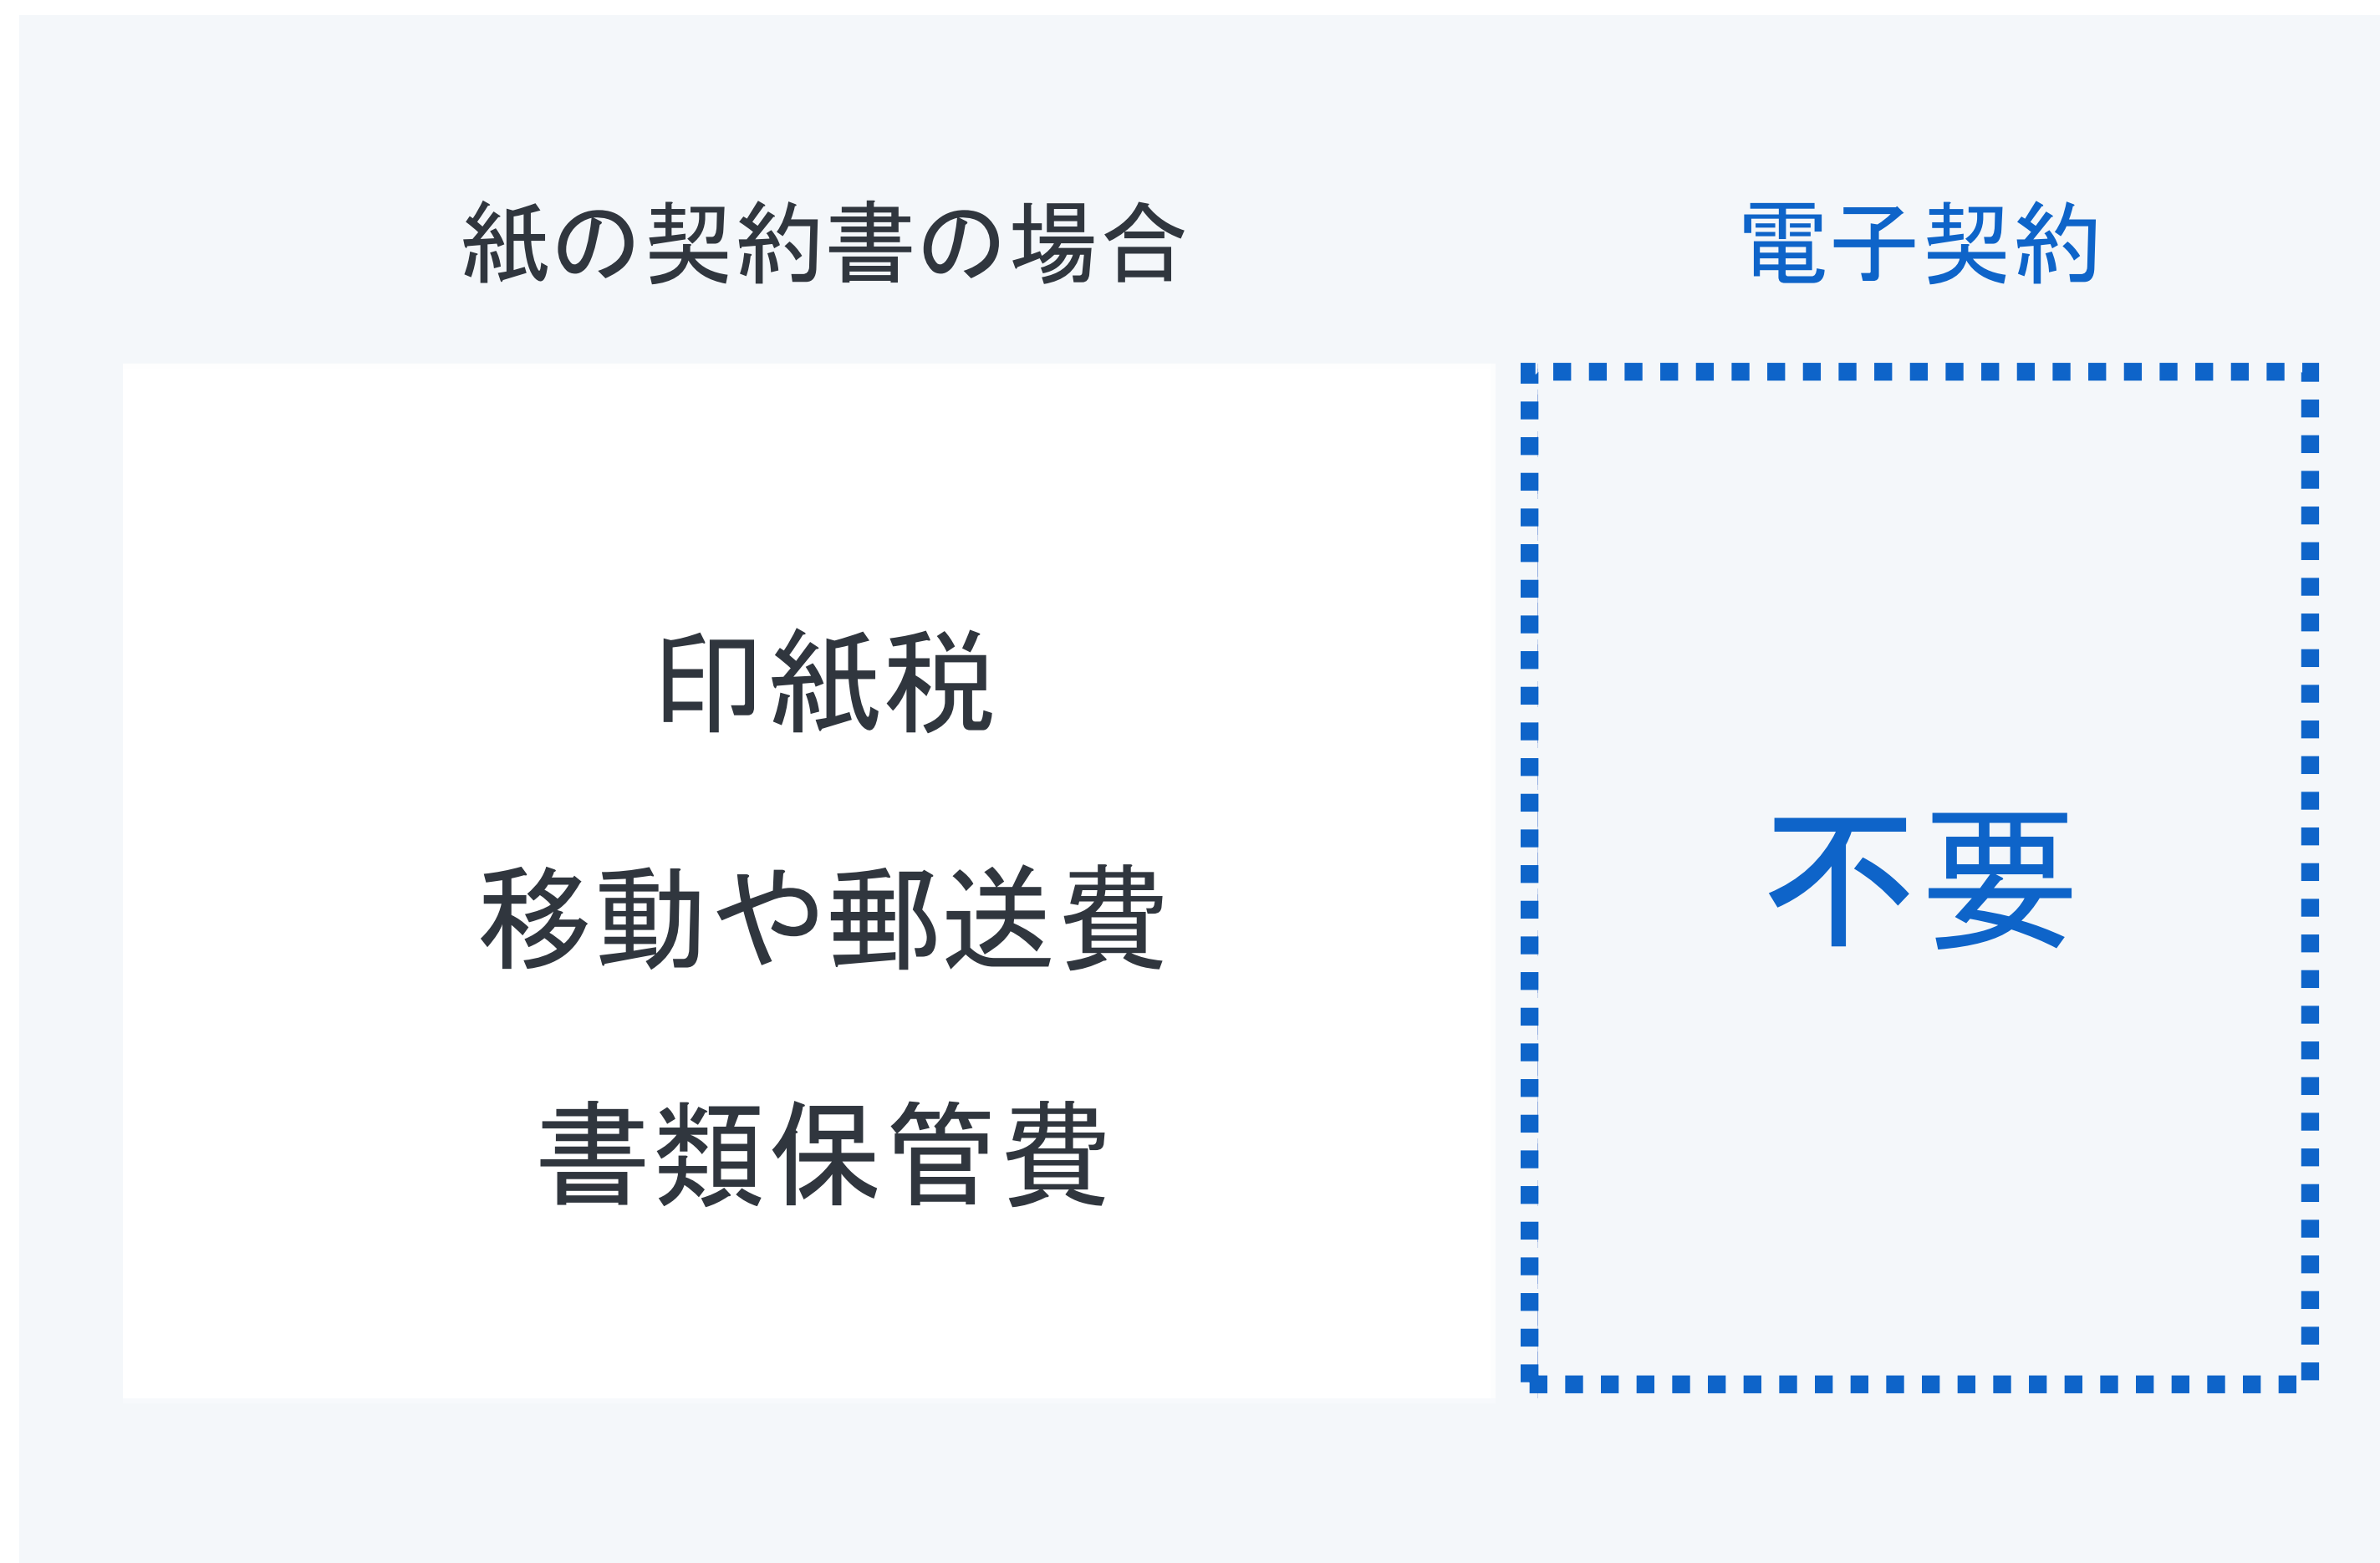 紙の契約書の場合
電子契約
印紙税
移動や郵送費
書類保管費
不要